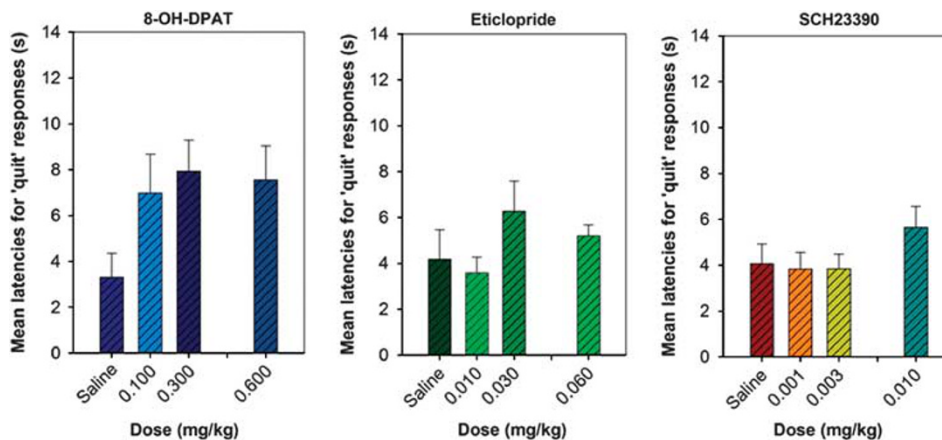 8-OH-DPAT
Mean latencies for 'quit' responses (s)
14
12
10
8
6
4
2
0
Saline
0.100
0.300
0.600
Dose (mg/kg)
Eticlopride
Mean latencies for 'quit' responses (s)
14
12
10
8
6
4
2
0
Saline
0.010
0.030
0.060
Dose (mg/kg)
SCH23390
Mean latencies for 'quit' responses (s)
14
12
10
8
6
4
2
0
Saline
0.001
0.003
0.010
Dose (mg/kg)